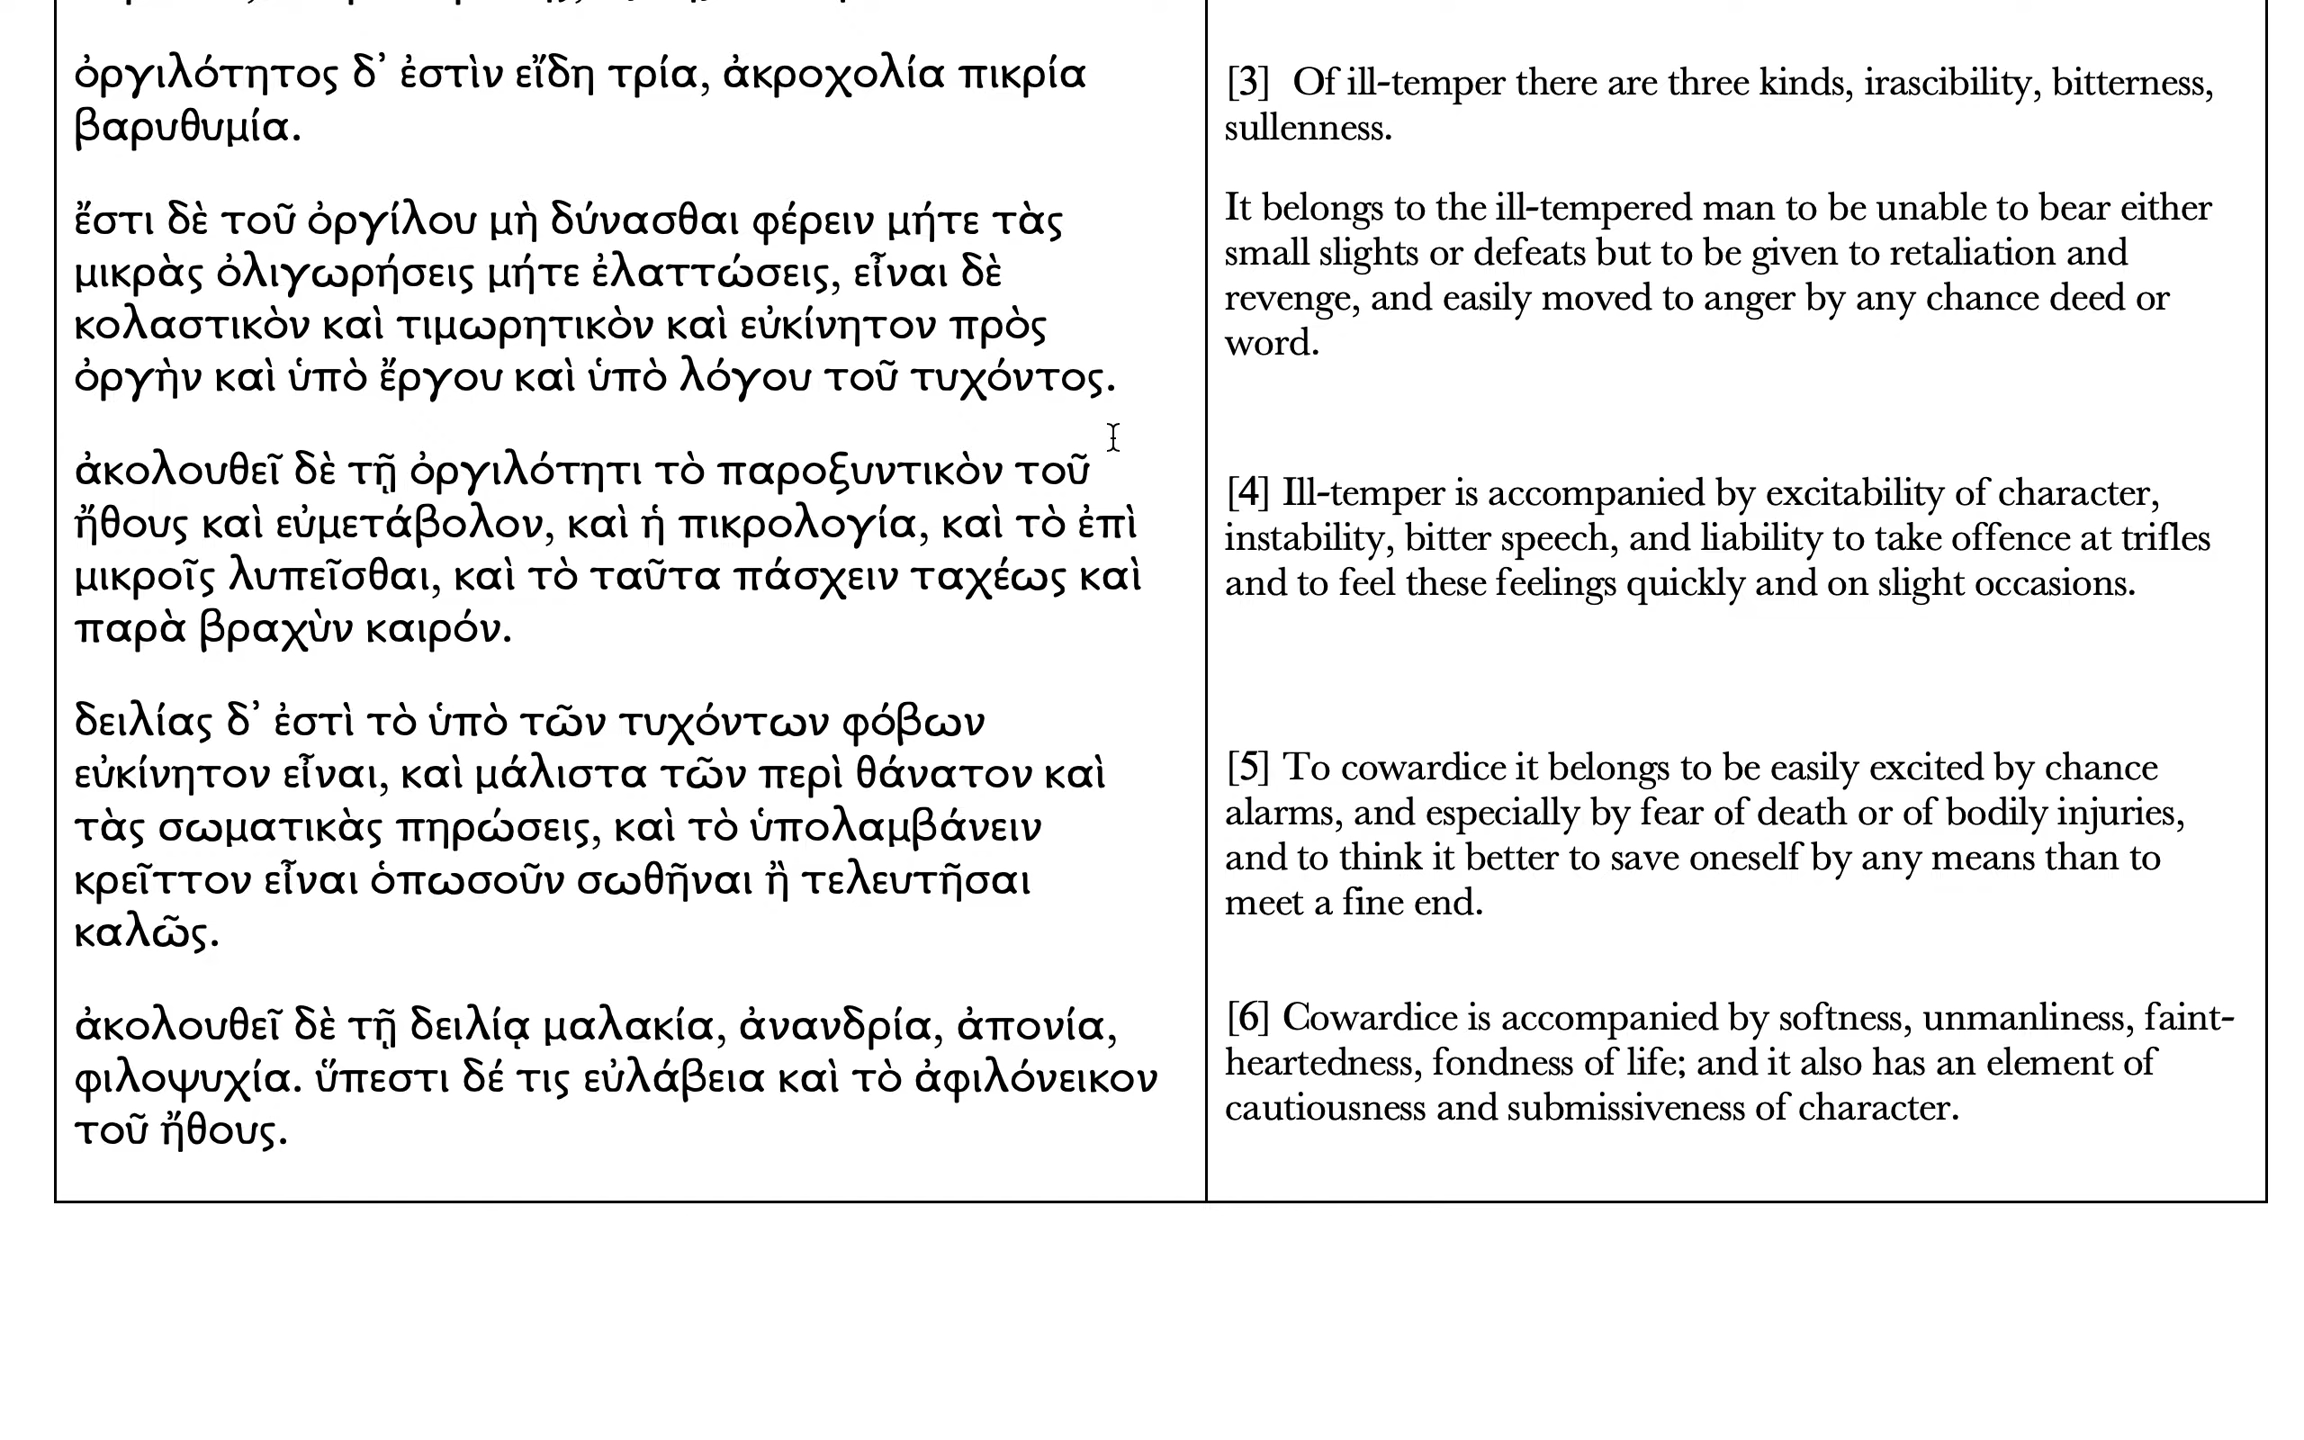 ὀργιλότητος δ’ ἐστὶν εἴδη τρία, ἀκροχολία πικρία
βαρυθυμία.
ἔστι δὲ τοῦ ὀργίλου μὴ δύνασθαι φέρειν μήτε τὰς
μικρὰς ὀλιγωρήσεις μήτε ἐλαττώσεις, εἶναι δὲ
κολαστικὸν καὶ τιμωρητικὸν καὶ εὐκίνητον πρὸς
ὀργὴν καὶ ὑπὸ ἔργου καὶ ὑπὸ λόγου τοῦ τυχόντος.
ἀκολουθεῖ δὲ τῇ ὀργιλότητι τὸ παροξυντικὸν τοῦ
ἤθους καὶ εὐμετάβολον, καὶ ἡ πικρολογία, καὶ τὸ ἐπὶ
μικροῖς λυπεῖσθαι, καὶ τὸ ταῦτα πάσχειν ταχέως καὶ
παρὰ βραχὺν καιρόν.
δειλίας δ’ ἐστὶ τὸ ὑπὸ τῶν τυχόντων φόβων
εὐκίνητον εἶναι, καὶ μάλιστα τῶν περὶ θάνατον καὶ
τὰς σωματικὰς πηρώσεις, καὶ τὸ ὑπολαμβάνειν
κρεῖττον εἶναι ὁπωσοῦν σωθῆναι ἢ τελευτῆσαι
καλῶς.
ἀκολουθεῖ δὲ τῇ δειλίᾳ μαλακία, ἀνανδρία, ἀπονία,
φιλοψυχία. ὕπεστι δέ τις εὐλάβεια καὶ τὸ ἀφιλόνεικον
τοῦ ἤθους.
[3] Of ill-temper there are three kinds, irascibility, bitterness,
sullenness.
It belongs to the ill-tempered man to be unable to bear either
small slights or defeats but to be given to retaliation and
revenge, and easily moved to anger by any chance deed or
word.
[4] Ill-temper is accompanied by excitability of character,
instability, bitter speech, and liability to take offence at trifles
and to feel these feelings quickly and on slight occasions.
[5] To cowardice it belongs to be easily excited by chance
alarms, and especially by fear of death or of bodily injuries,
and to think it better to save oneself by any means than to
meet a fine end.
[6] Cowardice is accompanied by softness, unmanliness, faint-
heartedness, fondness of life; and it also has an element of
cautiousness and submissiveness of character.